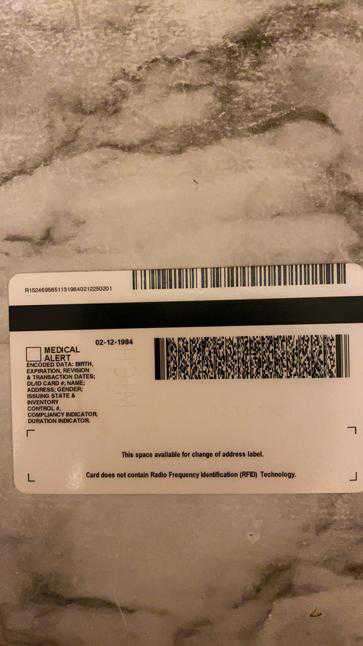 02-12-1984
MEDICAL
ALERT
ENCODED DATA: BIRTH,
EXPIRATION, REVISION
& TRANSACTION DATES;
DL/ID CARD #; NAME;
ADDRESS; GENDER;
ISSUING STATE &
INVENTORY
CONTROL #,
COMPLIANCY INDICATOR,
DURATION INDICATOR.
This space available for change of address label.
Card does not contain Radio Frequency Identification (RFID) Technology.